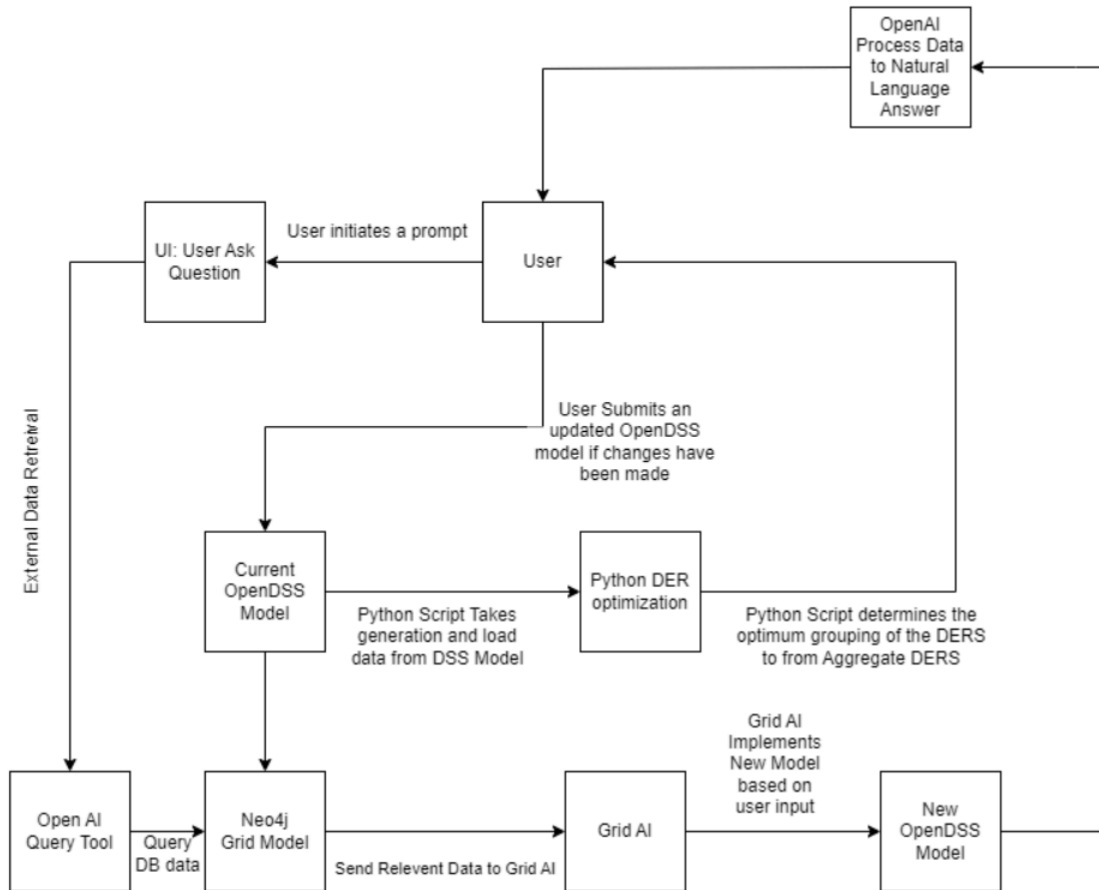 OpenAI
Process Data
to Natural
Language
Answer
User initiates a prompt
UI: User Ask
Question
User
External Data Retreival
User Submits an
updated OpenDSS
model if changes have
been made
Current
OpenDSS
Model
Python DER
optimization
Python Script Takes
generation and load
data from DSS Model
Python Script determines the
optimum grouping of the DERS
to from Aggregate DERS
Grid AI
Implements
New Model
based on
user input
Open AI
Query Tool
Query
DB data
Neo4j
Grid Model
Send Relevent Data to Grid AI
Grid AI
New
OpenDSS
Model